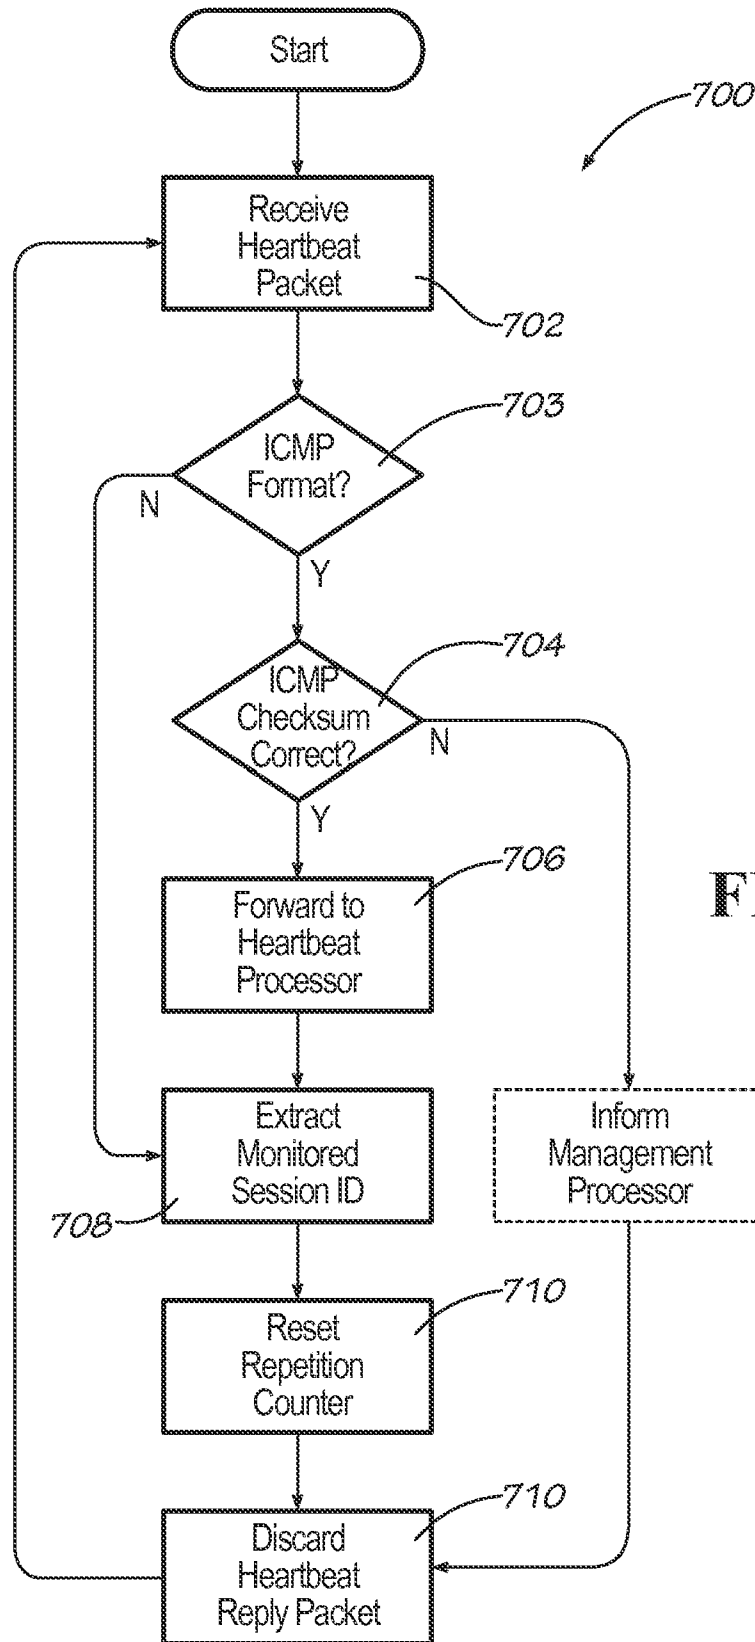 Start
700
Receive
Heartbeat
Packet
702
703
ICMP
Format?
N
Y
704
ICMP
Checksum
Correct?
N
Y
706
Forward to
Heartbeat
Processor
Extract
Monitored
Session ID
708
Inform
Management
Processor
710
Reset
Repetition
Counter
710
Discard
Heartbeat
Reply Packet